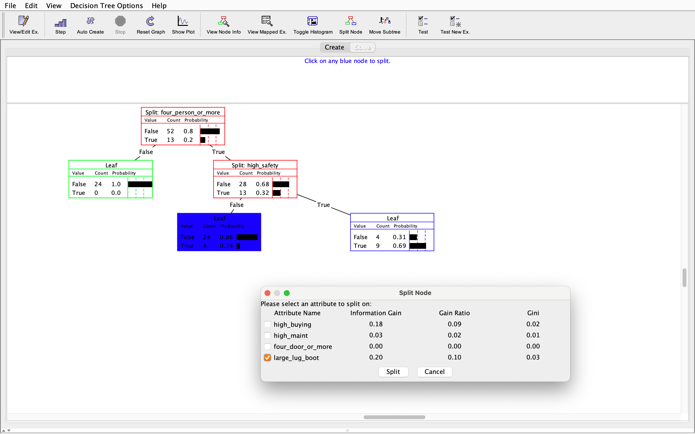 File Edit View Decision Tree Options Help
View/Edit Ex. Step Auto Create Stop Reset Graph Show Plot View Node Info View Mapped Ex. Toggle Histogram Split Node Move Subtree Test Test New Ex.
Create
Click on any blue node to split.
Split: four_person_or_more
Value Count Probability
False 52 0.8
True 13 0.2
False True
Leaf
Value Count Probability
False 24 1.0
True 0 0.0
Split: high_safety
Value Count Probability
False 28 0.68
True 13 0.32
False True
Leaf
Value Count Probability
False 24
True 4 0.14
Leaf
Value Count Probability
False 4 0.31
True 9 0.69
Split Node
Please select an attribute to split on:
Attribute Name Information Gain Gain Ratio Gini
high_buying 0.18 0.09 0.02
high_maint 0.03 0.02 0.01
four_door_or_more 0.00 0.00 0.00
large_lug_boot 0.20 0.10 0.03
Split Cancel